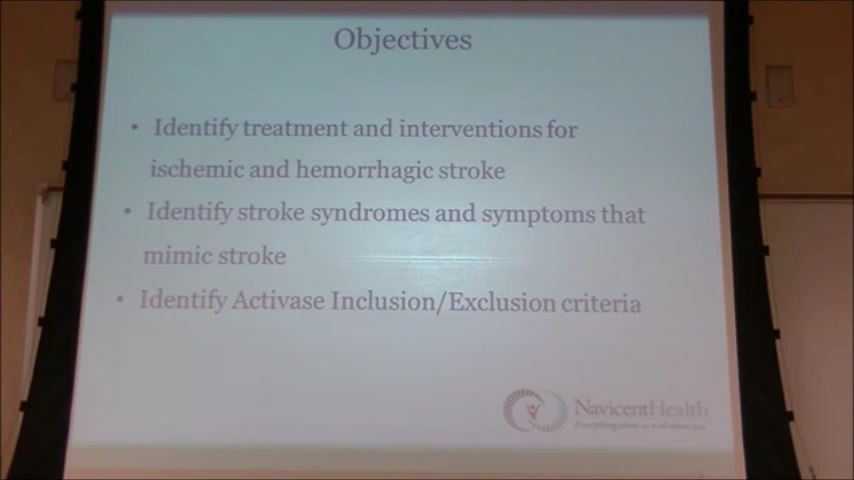 Objectives
• Identify treatment and interventions for
ischemic and hemorrhagic stroke
• Identify stroke syndromes and symptoms that
mimic stroke
• Identify Activase Inclusion/Exclusion criteria
NavicentHealth